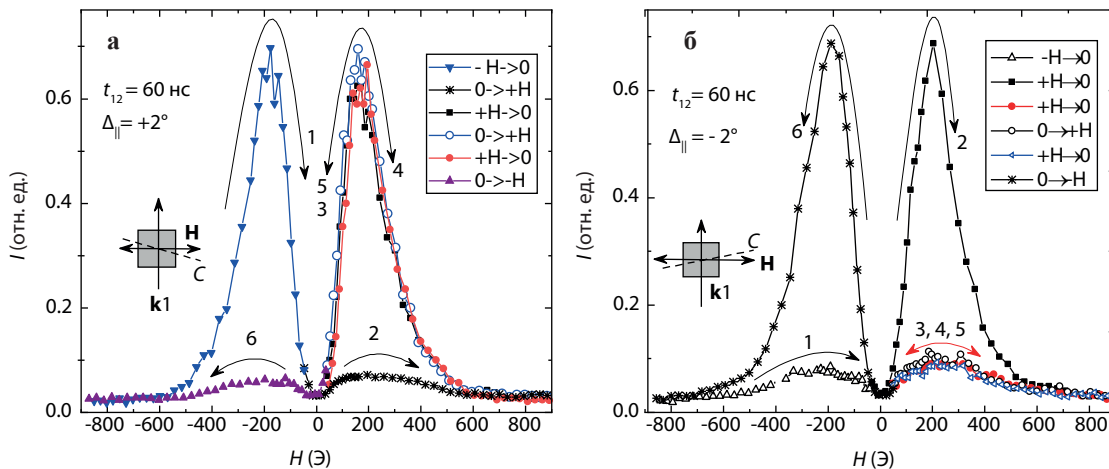 а
t12 = 60 нс
Δ|| = +2°
- H->0
0->+H
+H->0
0->+H
+H->0
0->-H
1
5
3
4
6
2
H
C
k1
I (отн. ед.)
0.6
0.4
0.2
0.0
-800 -600 -400 -200 0 200 400 600 800
H (Э)
б
t12 = 60 нс
Δ|| = - 2°
-H→0
+H→0
+H→0
0→+H
+H→0
0→-H
6
2
1
3, 4, 5
C
H
k1
I (отн. ед.)
0.6
0.4
0.2
0.0
-800 -600 -400 -200 0 200 400 600 800
H (Э)